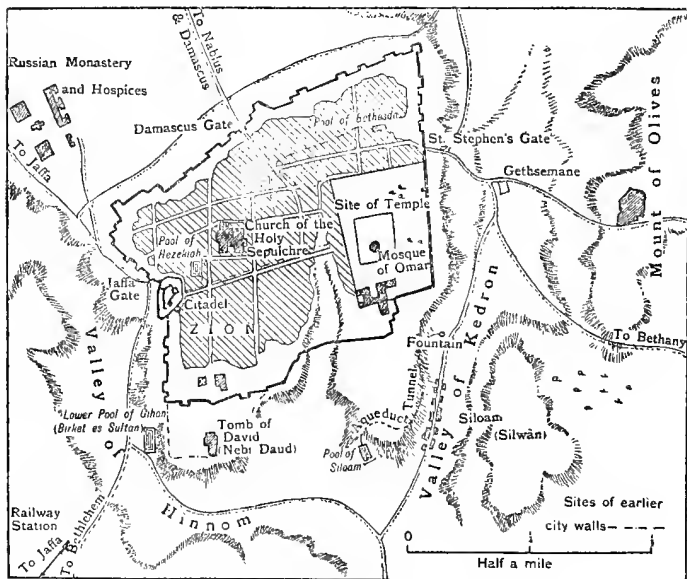 To Nablus
& Damascus
Russian Monastery
and Hospices
Damascus Gate
Pool of Bethesda
St. Stephen's Gate
To Jaffa
Gethsemane
Mount of Olives
Site of Temple
Church of the
Holy
Sepulchre
Pool of
Hezekiah
Mosque
of Omar
Jaffa
Gate
Citadel
ZION
To Bethany
Fountain
Valley of Kedron
Valley of
Hinnom
Lower Pool of Gihon
(Birket es Sultan)
Tomb of
David
(Nebi Daud)
Aqueduct
Tunnel
Siloam
(Silwân)
Pool of
Siloam
Sites of earlier
city walls
Railway
Station
To Jaffa
To Bethlehem
0
Half a mile